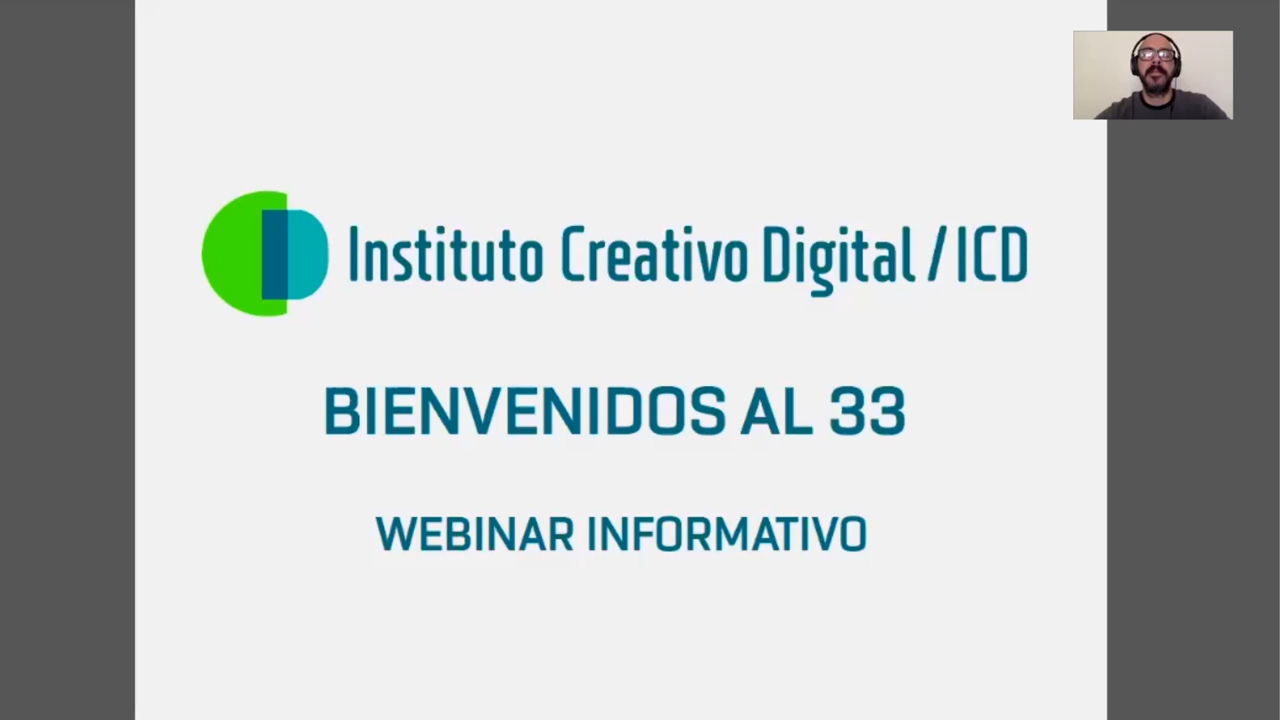 Instituto Creativo Digital / ICD
BIENVENIDOS AL 33
WEBINAR INFORMATIVO